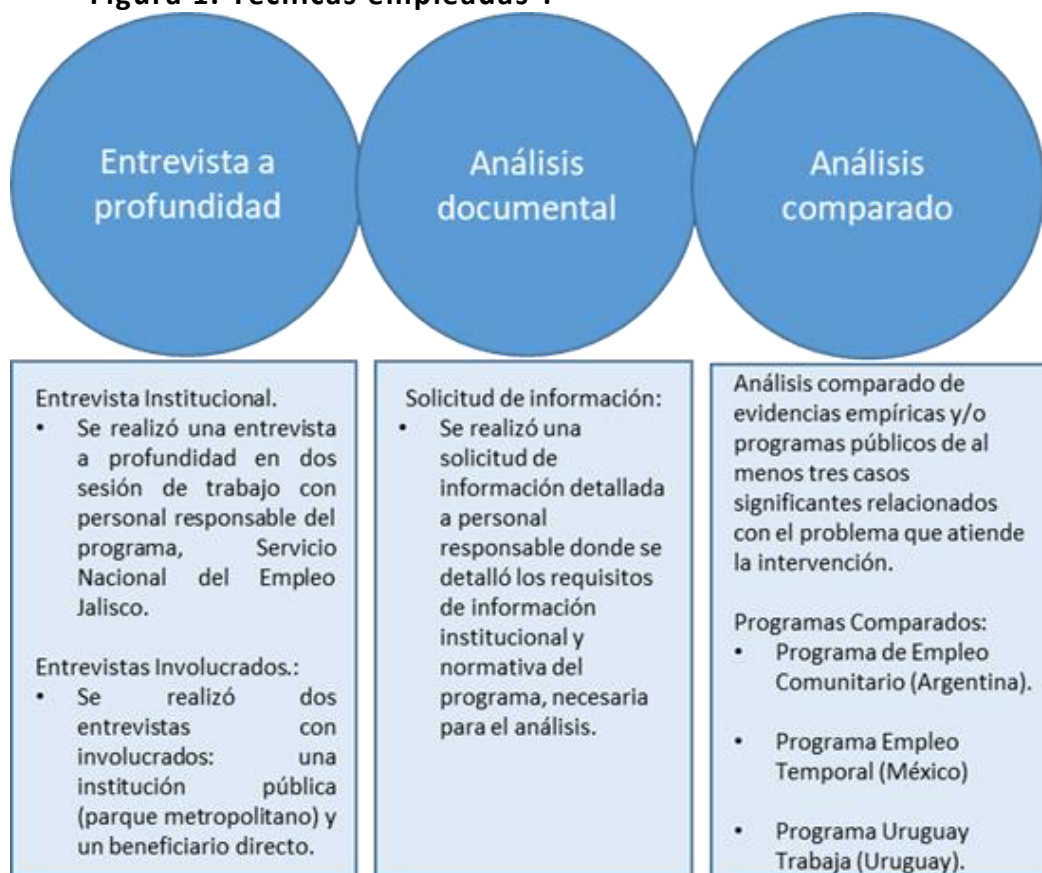 Figura 1. Técnicas empleadas .
Entrevista a
profundidad
Análisis
documental
Análisis
comparado
Entrevista Institucional.
• Se realizó una entrevista
a profundidad en dos
sesión de trabajo con
personal responsable del
programa, Servicio
Nacional del Empleo
Jalisco.
Entrevistas Involucrados.:
• Se realizó dos
entrevistas con
involucrados: una
institución pública
(parque metropolitano) y
un beneficiario directo.
Solicitud de información:
• Se realizó una
solicitud de
información detallada
a personal
responsable donde se
detalló los requisitos
de información
institucional y
normativa del
programa, necesaria
para el análisis.
Análisis comparado de
evidencias empíricas y/o
programas públicos de al
menos tres casos
significantes relacionados
con el problema que atiende
la intervención.
Programas Comparados:
• Programa de Empleo
Comunitario (Argentina).
• Programa Empleo
Temporal (México)
• Programa Uruguay
Trabaja (Uruguay).